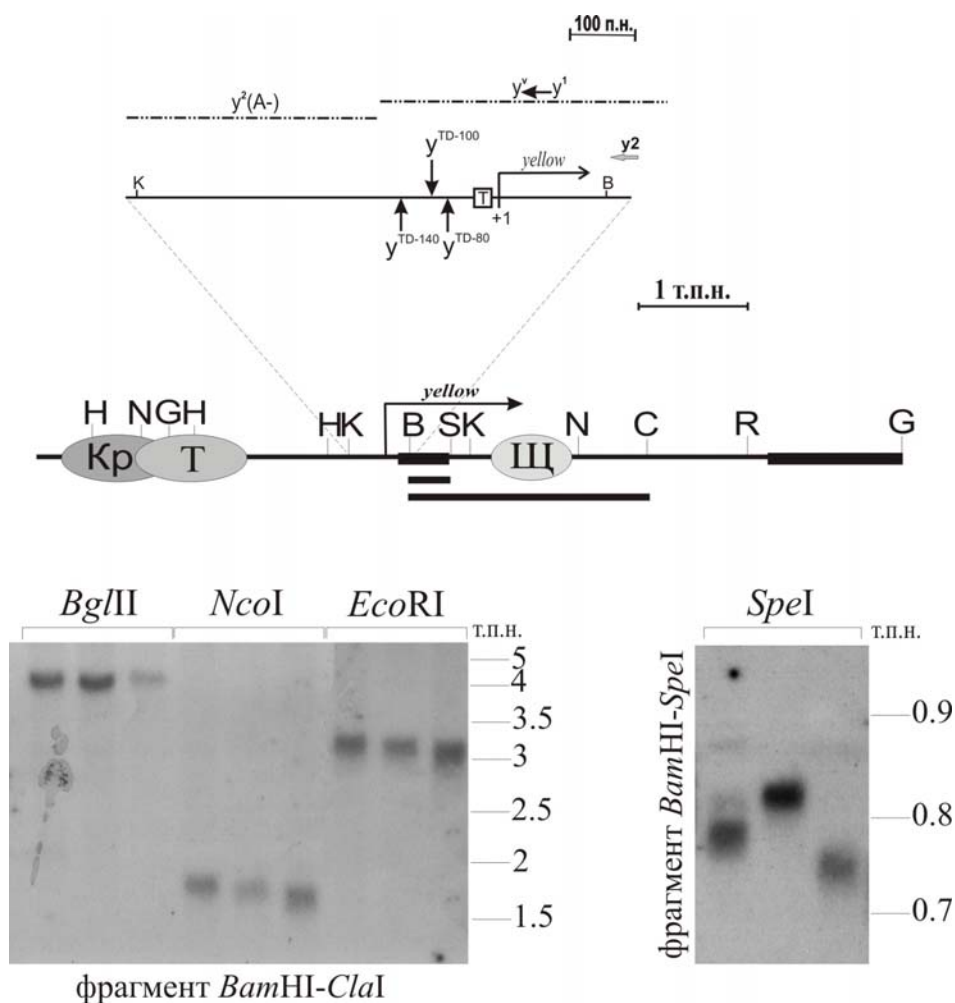 100 п.н.
yᵛ y¹
y²(A-)
y^TD-100
yellow
y2
K
T
B
+1
y^TD-140
y^TD-80
1 т.п.н.
yellow
H
N
G
H
H
K
B
S
K
N
C
R
G
Кр
Т
Щ
BglII
NcoI
EcoRI
т.п.н.
5
4
3.5
3
2.5
2
1.5
фрагмент BamHI-ClaI
SpeI
т.п.н.
фрагмент BamHI-SpeI
0.9
0.8
0.7